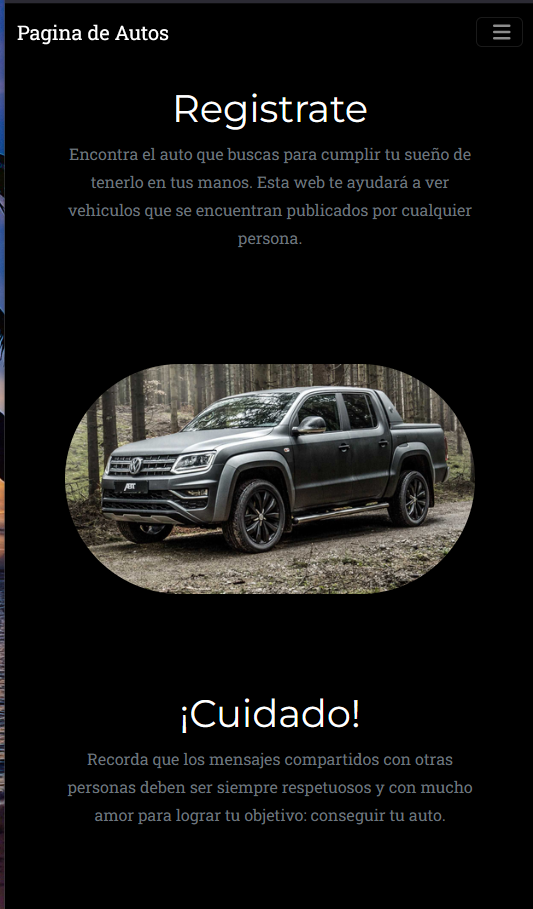 Pagina de Autos
Registrate
Encontra el auto que buscas para cumplir tu sueño de
tenerlo en tus manos. Esta web te ayudará a ver
vehiculos que se encuentran publicados por cualquier
persona.
ABT
¡Cuidado!
Recorda que los mensajes compartidos con otras
personas deben ser siempre respetuosos y con mucho
amor para lograr tu objetivo: conseguir tu auto.